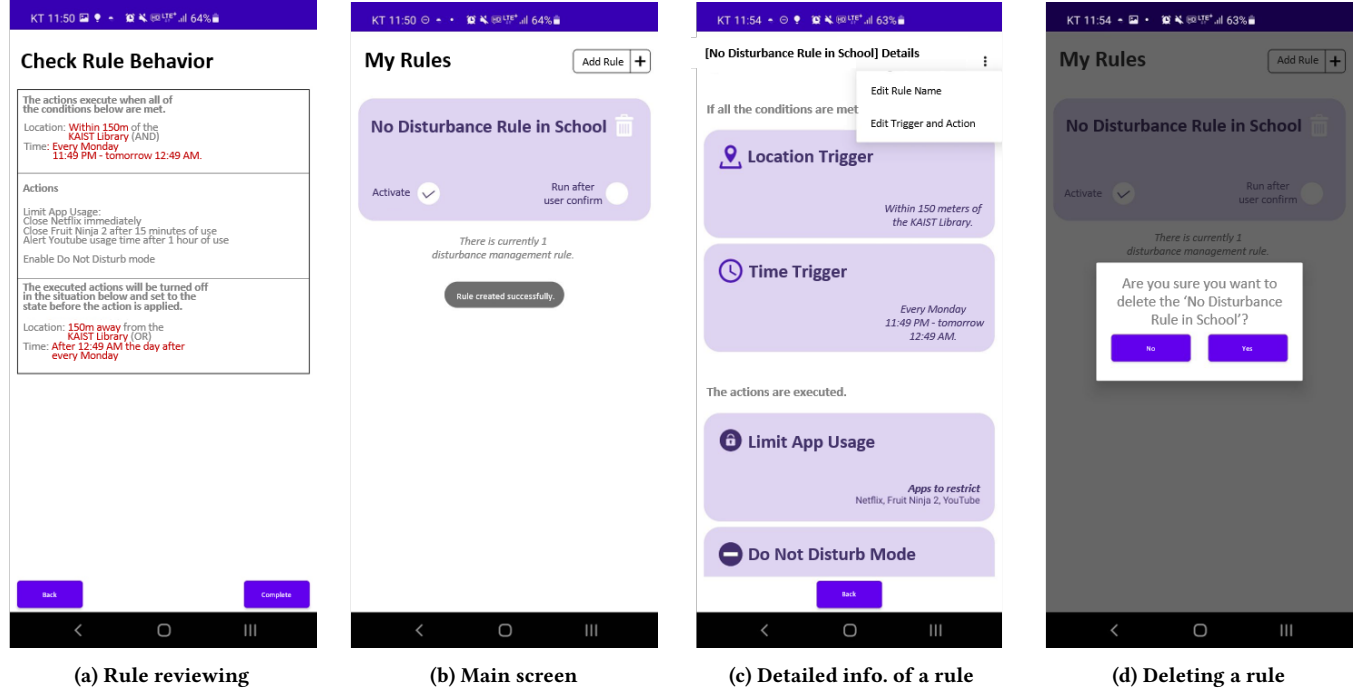 KT 11:50 64%
Check Rule Behavior
The actions execute when all of
the conditions below are met.
Location: Within 150m of the
KAIST Library (AND)
Time: Every Monday
11:49 PM - tomorrow 12:49 AM.
Actions
Limit App Usage:
Close Netflix immediately
Close Fruit Ninja 2 after 15 minutes of use
Alert Youtube usage time after 1 hour of use
Enable Do Not Disturb mode
The executed actions will be turned off
in the situation below and set to the
state before the action is applied.
Location: 150m away from the
KAIST Library (OR)
Time: After 12:49 AM the day after
every Monday
Back
Complete
(a) Rule reviewing
KT 11:50 64%
My Rules
Add Rule +
No Disturbance Rule in School
Activate
Run after
user confirm
There is currently 1
disturbance management rule.
Rule created successfully.
(b) Main screen
KT 11:54 63%
[No Disturbance Rule in School] Details
Edit Rule Name
Edit Trigger and Action
If all the conditions are met
Location Trigger
Within 150 meters of
the KAIST Library.
Time Trigger
Every Monday
11:49 PM - tomorrow
12:49 AM.
The actions are executed.
Limit App Usage
Apps to restrict
Netflix, Fruit Ninja 2, YouTube
Do Not Disturb Mode
Back
(c) Detailed info. of a rule
KT 11:54 63%
My Rules
Add Rule +
No Disturbance Rule in School
Activate
Run after
user confirm
There is currently 1
disturbance management rule.
Are you sure you want to
delete the ‘No Disturbance
Rule in School’?
No
Yes
(d) Deleting a rule